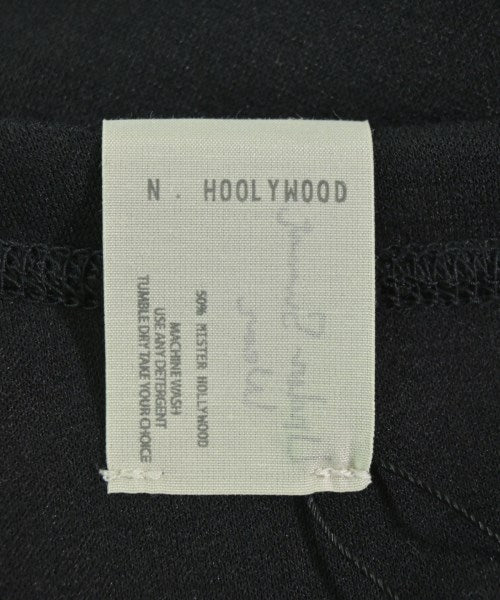 N. HOOLYWOOD
50% MISTER HOLLYWOOD
MACHINE WASH
USE ANY DETERGENT
TUMBLE DRY TAKE YOUR CHOICE